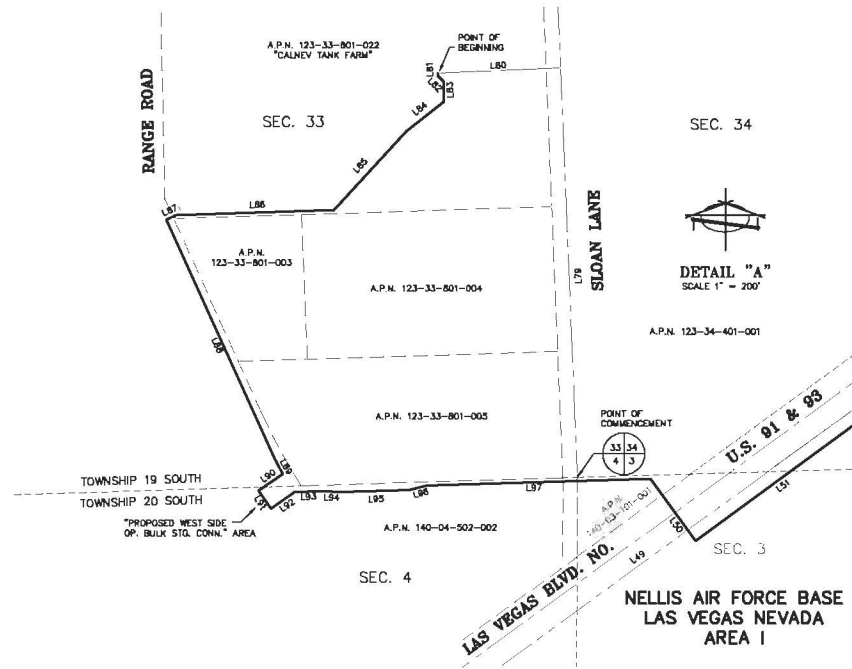 A.P.N. 123-33-801-022
"CALNEV TANK FARM"
POINT OF
BEGINNING
L81
L80
L82
L83
L84
RANGE ROAD
SEC. 33
SEC. 34
L85
L87
L86
A.P.N.
123-33-801-003
L79
SLOAN LANE
DETAIL "A"
SCALE 1" = 200'
A.P.N. 123-33-801-004
A.P.N. 123-34-401-001
L88
A.P.N. 123-33-801-005
POINT OF
COMMENCEMENT
U.S. 91 & 93
33 34
4 3
L89
L90
TOWNSHIP 19 SOUTH
TOWNSHIP 20 SOUTH
L91
L92
L93
L94
L95
L96
L97
L51
"PROPOSED WEST SIDE
OP. BULK STG. CONN." AREA
A.P.N. 140-04-502-002
A.P.N.
140-03-101-001
L50
SEC. 3
L49
SEC. 4
LAS VEGAS BLVD. NO.
NELLIS AIR FORCE BASE
LAS VEGAS NEVADA
AREA I